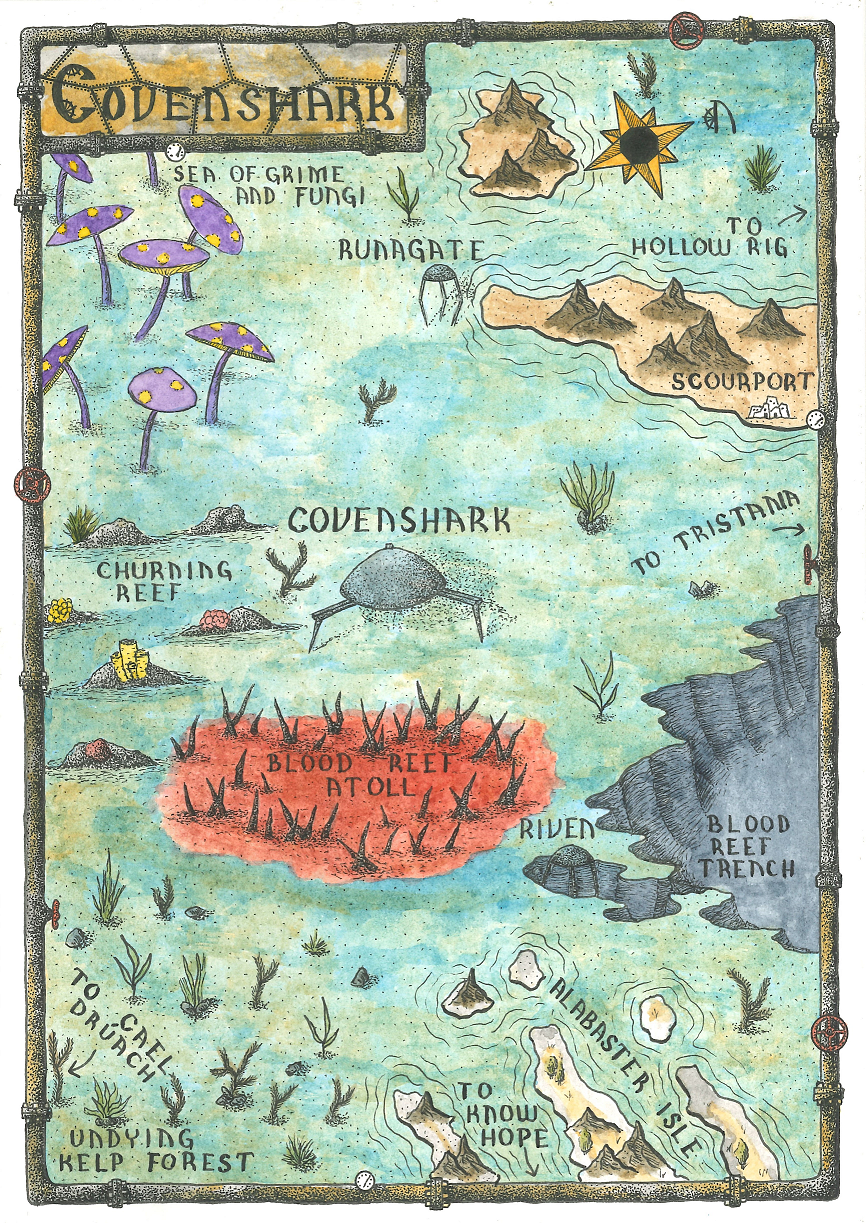 COVENSHARK
SEA OF GRIME
AND FUNGI
N
TO
HOLLOW RIG
RUNAGATE
SCOURPORT
COVENSHARK
TO TRISTANA
CHURNING
REEF
BLOOD REEF
ATOLL
RIVEN
BLOOD
REEF
TRENCH
TO GAEL
DRUACH
ALABASTER ISLE
TO
KNOW
HOPE
UNDYING
KELP FOREST